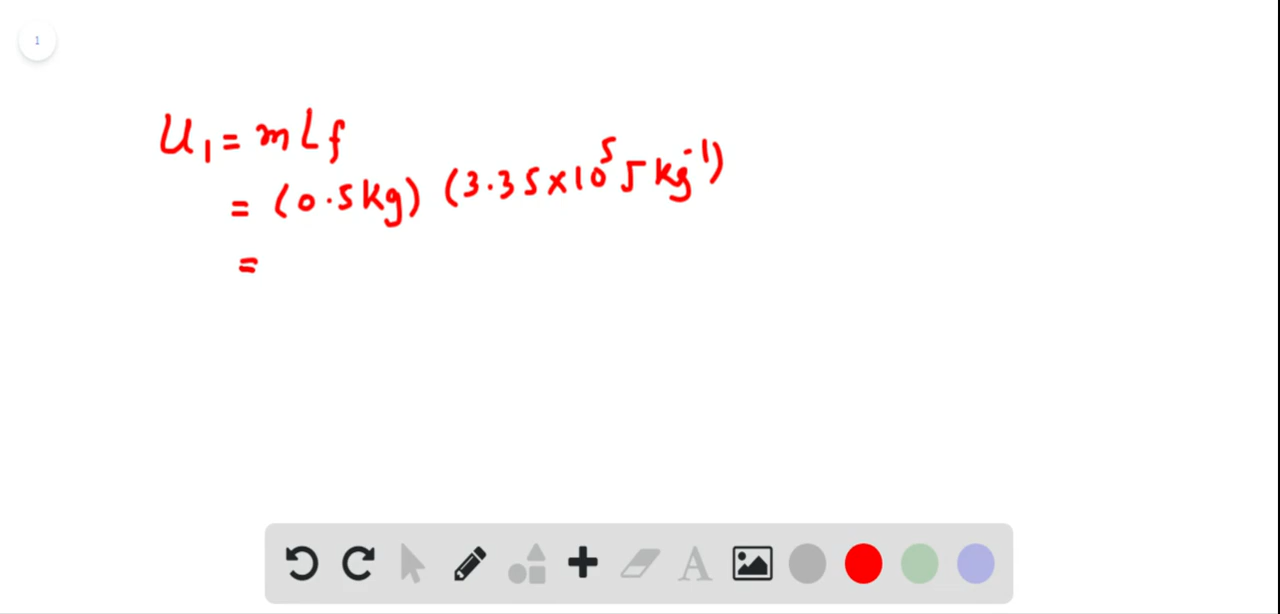 1
U₁ = mLf
= (0.5kg) (3.35×10⁵ J kg⁻¹)
=
A